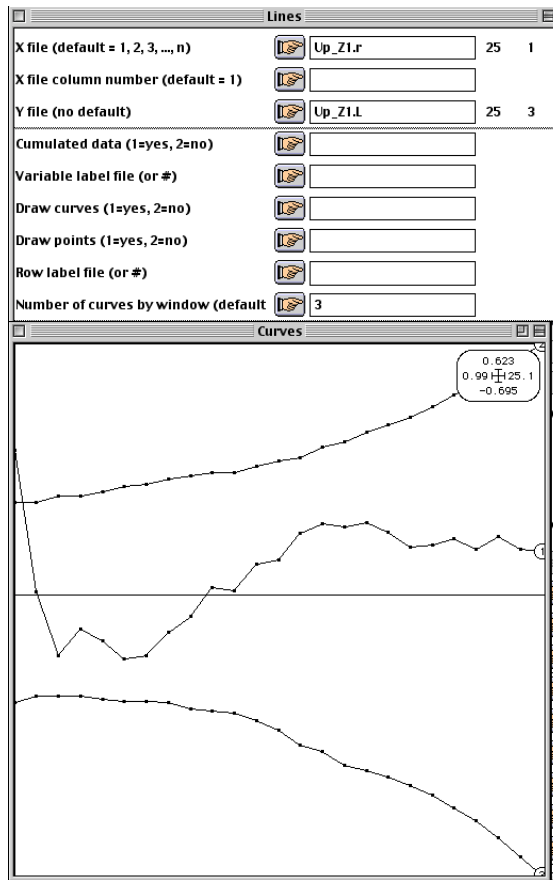 Lines
X file (default = 1, 2, 3, ..., n) Up_Z1.r 25 1
X file column number (default = 1)
Y file (no default) Up_Z1.L 25 3
Cumulated data (1=yes, 2=no)
Variable label file (or #)
Draw curves (1=yes, 2=no)
Draw points (1=yes, 2=no)
Row label file (or #)
Number of curves by window (default 3
Curves
2
0.623
0.99 25.1
-0.695
1
3